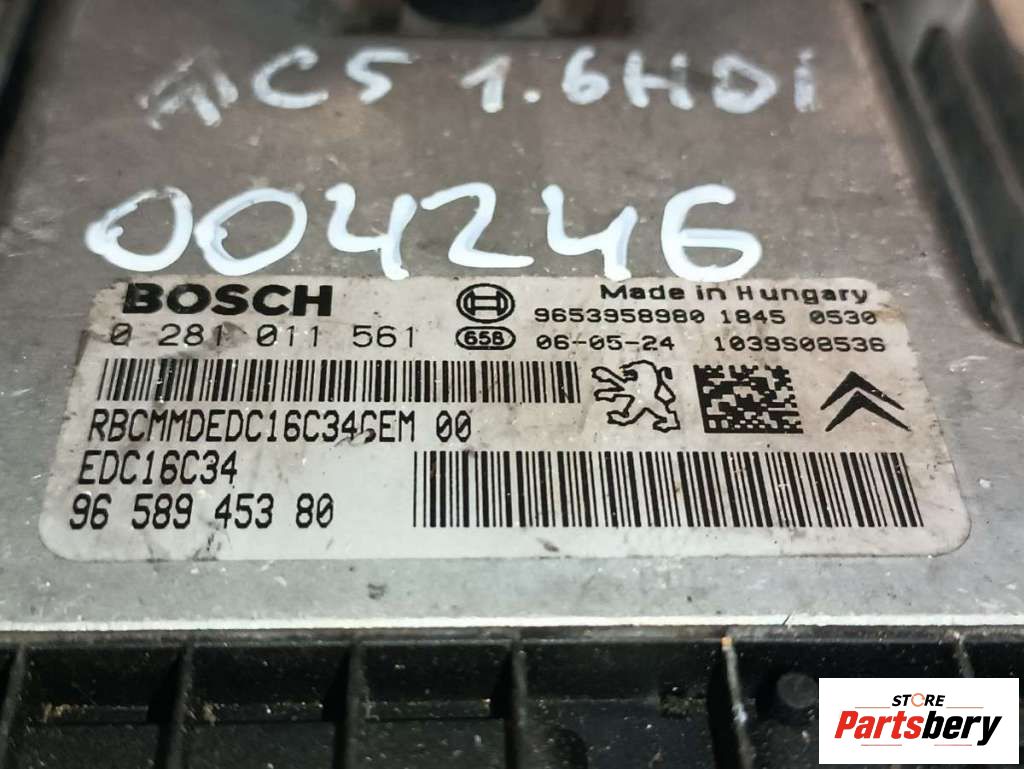 C5 1.6HDi
004246
BOSCH
Made in Hungary
0 281 011 561
658
9653958980 1845 0530
06-05-24 1039S08536
RBCMMDEDC16C34GEM 00
EDC16C34
96 589 453 80
STORE
Partsbery